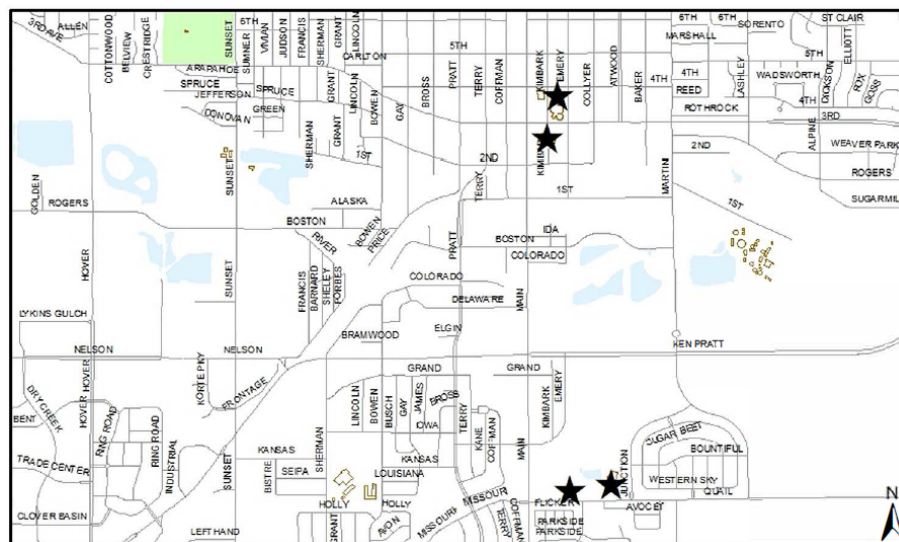 3RD AVE
ALLEN
COTTONWOOD
BELVIEW
CRESTRIDGE
SUNSET
6TH
SUMNER
VIVIAN
JUDSON
FRANCIS
SHERMAN
GRANT
LINCOLN
CARLTON
5TH
BROSS
PRATT
TERRY
COFFMAN
KIMBARK
EMERY
COLLYER
ATWOOD
BAKER
6TH
6TH
MARSHALL
SORENTO
ST CLAIR
ELLIOTT
5TH
4TH
4TH
REED
LASHLEY
WADSWORTH
DICKSON
FOX
GOSS
4TH
ROTHROCK
3RD
ARAPAHOE
SPRUCE
JEFFERSON
SPRUCE
GREEN
DONOVAN
GRANT
LINCOLN
BOWEN
GAY
SHERMAN
GRANT
1ST
2ND
2ND
ALPINE
WEAVER PARK
ROGERS
SUGARMILL
SUNSET
GOLDEN
ROGERS
HOVER
ALASKA
BOSTON
BOWEN
PRICE
RIVER
TERRY
1ST
MARTIN
1ST
IDA
BOSTON
COLORADO
PRATT
COLORADO
DELAWARE
MAIN
SUNSET
FRANCIS
BARNARD
SHELEY
FORBES
LYKINS GULCH
BRAMWOOD
ELGIN
KEN PRATT
NELSON
NELSON
HOVER
KORTE PKY
FRONTAGE
GRAND
GRAND
DRY CREEK
BENT
HOVER
RING ROAD
RING ROAD
INDUSTRIAL
LINCOLN
BOWEN
BUSCH
GAY
JAMES
BROSS
IOWA
TERRY
KANE
COFFMAN
MAIN
KIMBARK
EMERY
SUGAR BEET
BOUNTIFUL
TRADE CENTER
SUNSET
KANSAS
BISTRE
SEIPA
SHERMAN
KANSAS
LOUISIANA
WESTERN SKY
JUNCTION
QUAIL
CLOVER BASIN
LEFT HAND
HOLLY
HOLLY
GRANT
AVON
MISSOURI
TERRY
COFFMAN
FLICKER
PARKSIDE
PARKSIDE
AVOCET
N